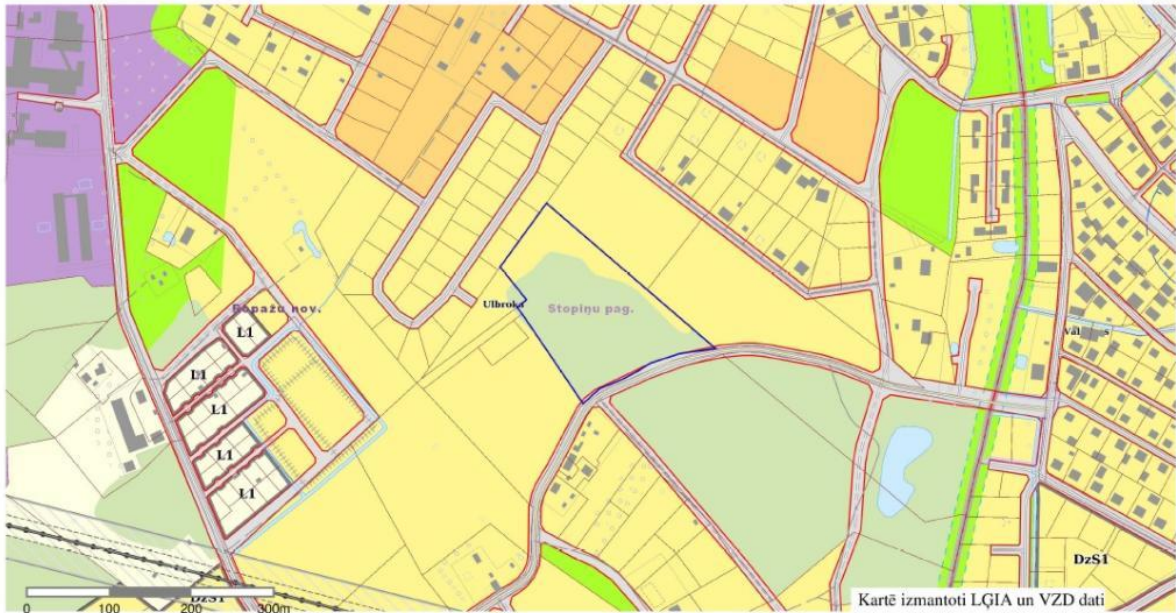 Ropažu nov.
Ulbroka
Stopiņu pag.
L1
L1
L1
L1
L1
DzS1
DzS1
0 100 200 300m
Kartē izmantoti LĢIA un VZD dati